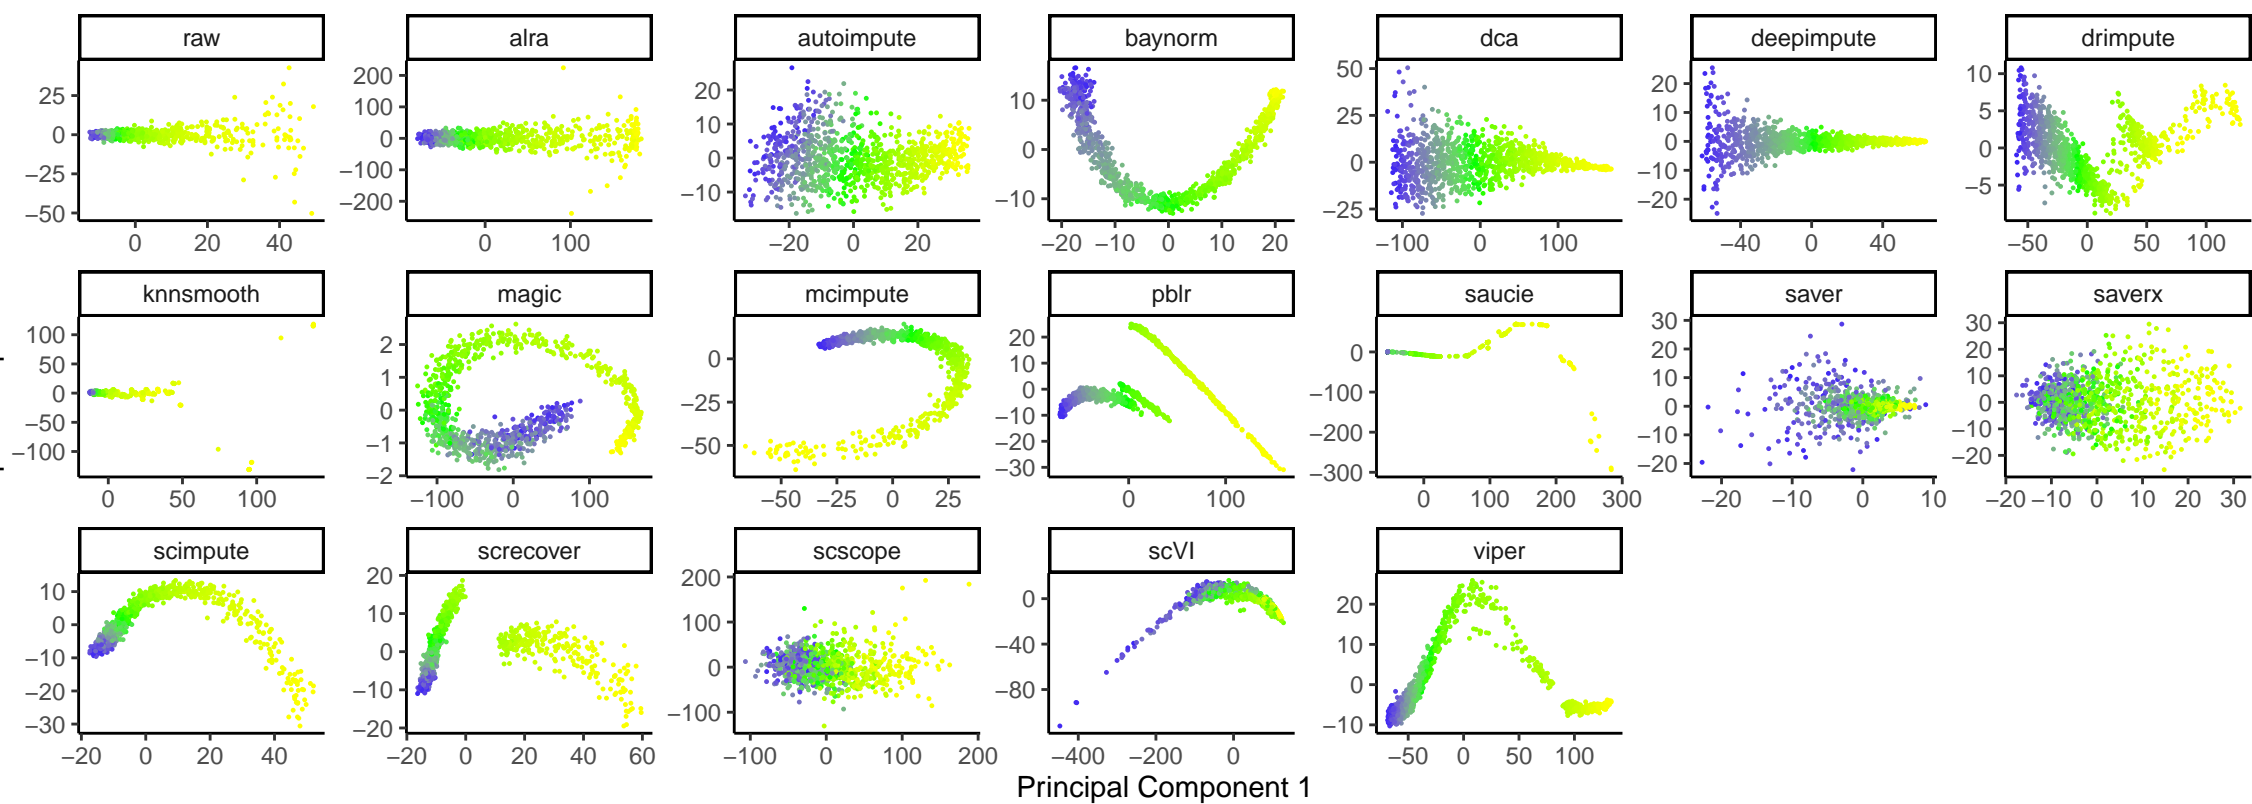 raw alra autoimpute baynorm dca deepimpute drimpute
25 0 −25 −50
0 20 40
200 100 0 −100 −200
0 100
20 10 0 −10
−20 0 20
10 0 −10
−20 −10 0 10 20
50 25 0 −25
−100 0 100
20 10 0 −10 −20
−40 0 40
10 5 0 −5
−50 0 50 100
knnsmooth magic mcimpute pblr saucie saver saverx
100 50 0 −50 −100
0 50 100
2 1 0 −1 −2
−100 0 100
0 −25 −50
−50 −25 0 25
20 10 0 −10 −20 −30
0 100
0 −100 −200 −300
0 100 200 300
30 20 10 0 −10 −20
−20 −10 0 10
30 20 10 0 −10 −20
−20 −10 0 10 20 30
scimpute screcover scscope scVI viper
10 0 −10 −20 −30
−20 0 20 40
20 10 0 −10 −20
−20 0 20 40 60
200 100 0 −100
−100 0 100 200
0 −40 −80
−400 −200 0
20 10 0 −10
−50 0 50 100
Principal Component 1